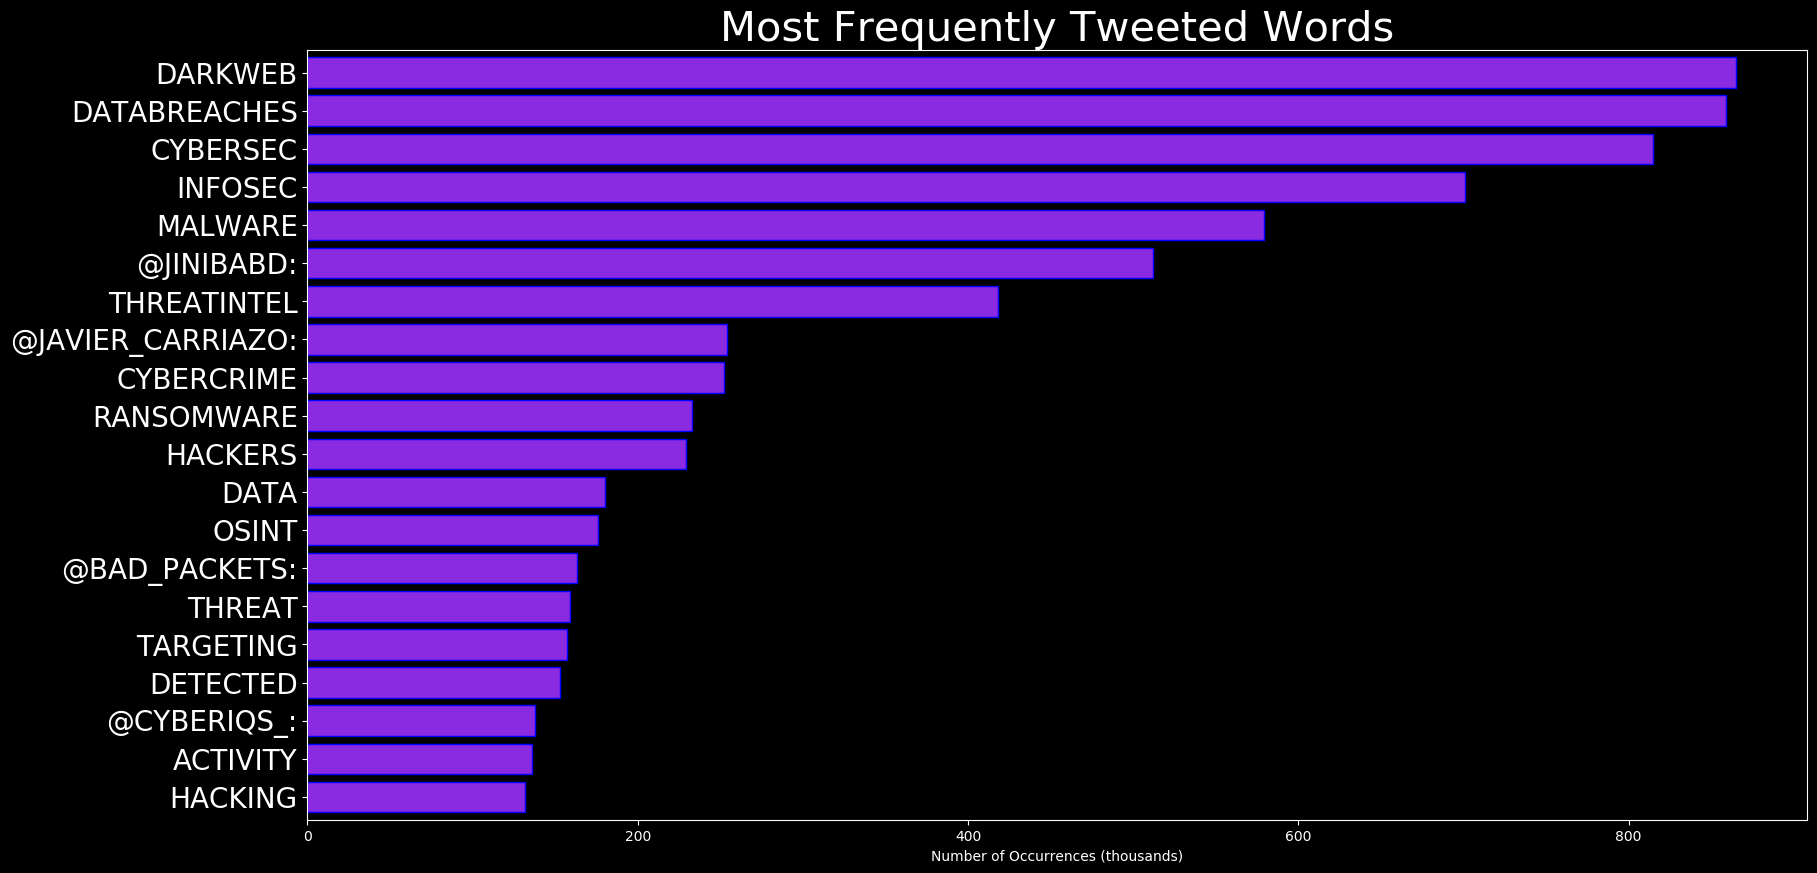 Most Frequently Tweeted Words
DARKWEB
DATABREACHES
CYBERSEC
INFOSEC
MALWARE
@JINIBABD:
THREATINTEL
@JAVIER_CARRIAZO:
CYBERCRIME
RANSOMWARE
HACKERS
DATA
OSINT
@BAD_PACKETS:
THREAT
TARGETING
DETECTED
@CYBERIQS_:
ACTIVITY
HACKING
0 200 400 600 800
Number of Occurrences (thousands)